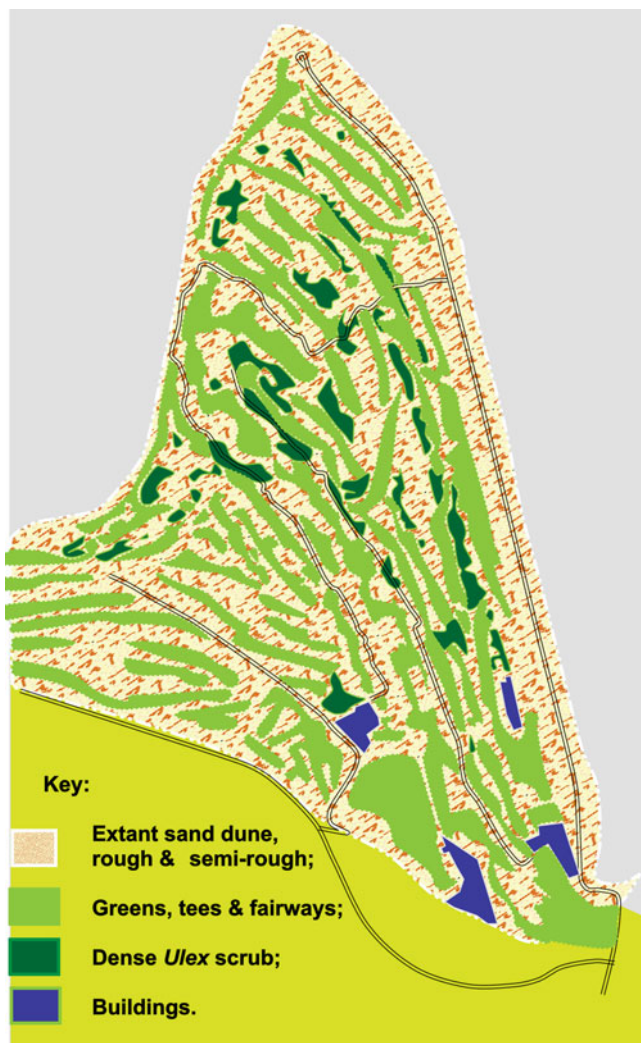 Key:
Extant sand dune,
rough & semi-rough;
Greens, tees & fairways;
Dense Ulex scrub;
Buildings.